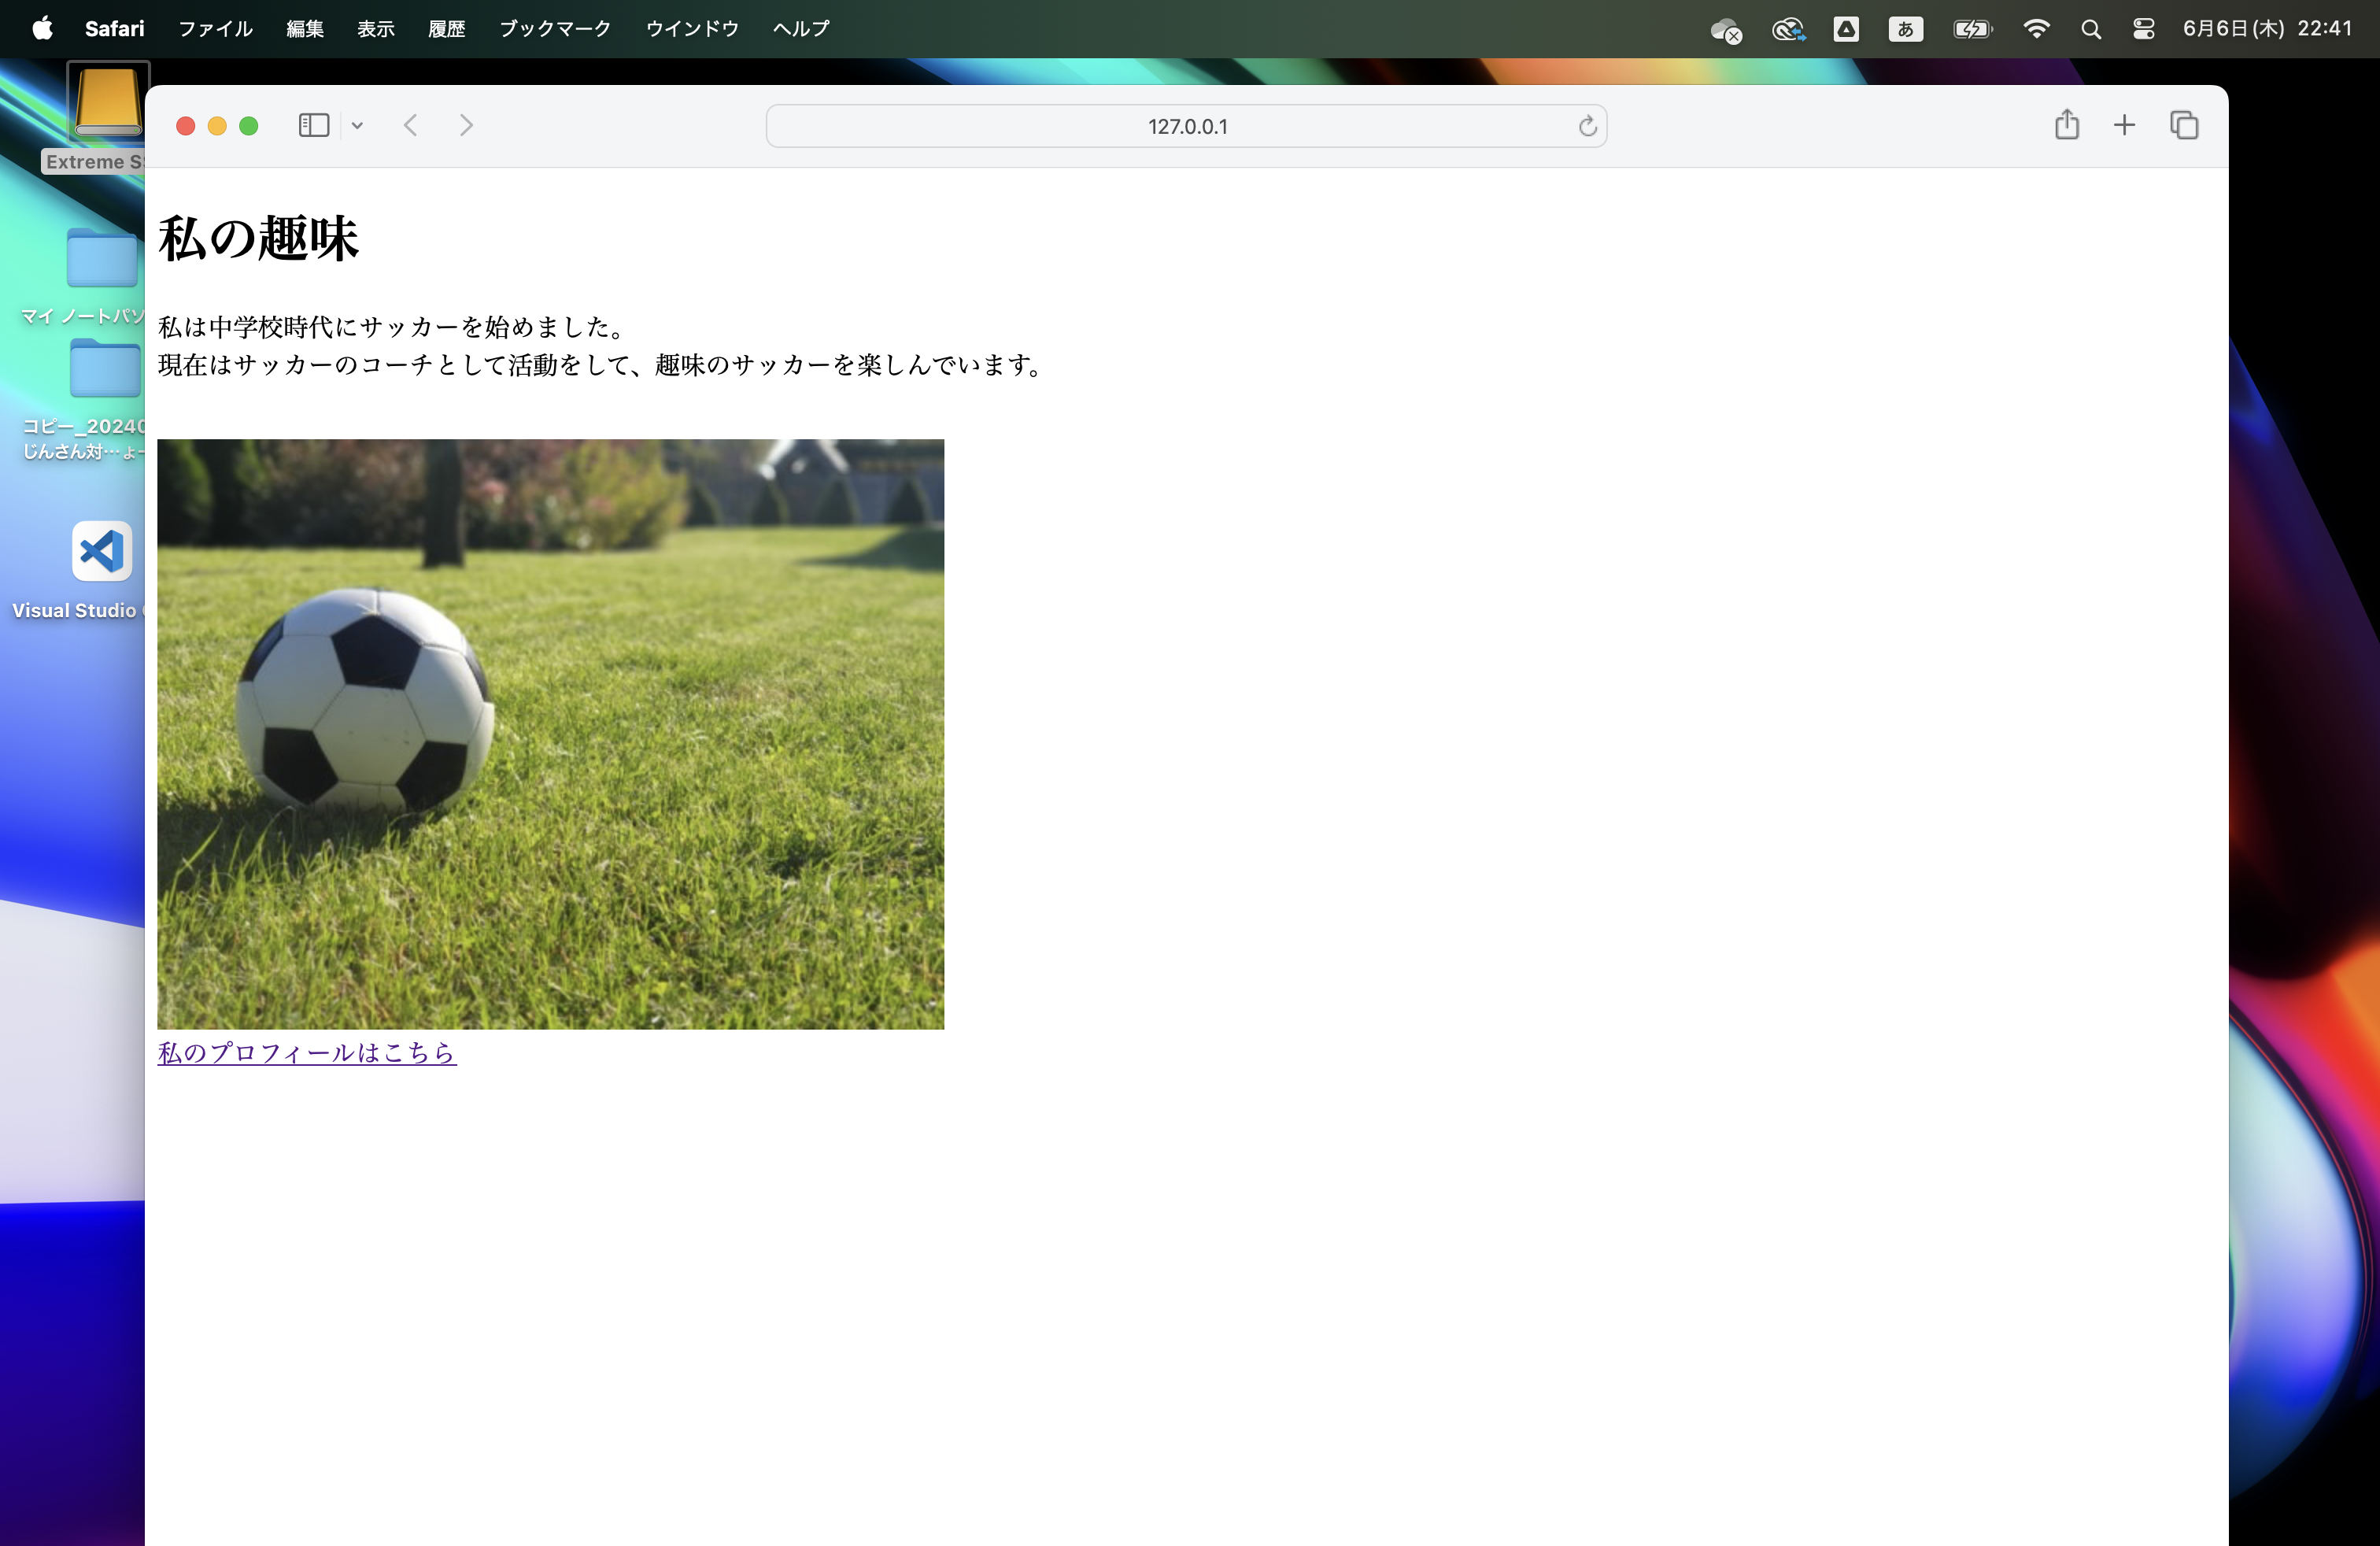 Safari ファイル 編集 表示 履歴 ブックマーク ウインドウ ヘルプ
あ 6月6日(木) 22:41
127.0.0.1
Extreme
マイ ノートパソ
コピー_2024
じんさん対…ょー
Visual Studio
私の趣味
私は中学校時代にサッカーを始めました。
現在はサッカーのコーチとして活動をして、趣味のサッカーを楽しんでいます。
私のプロフィールはこちら